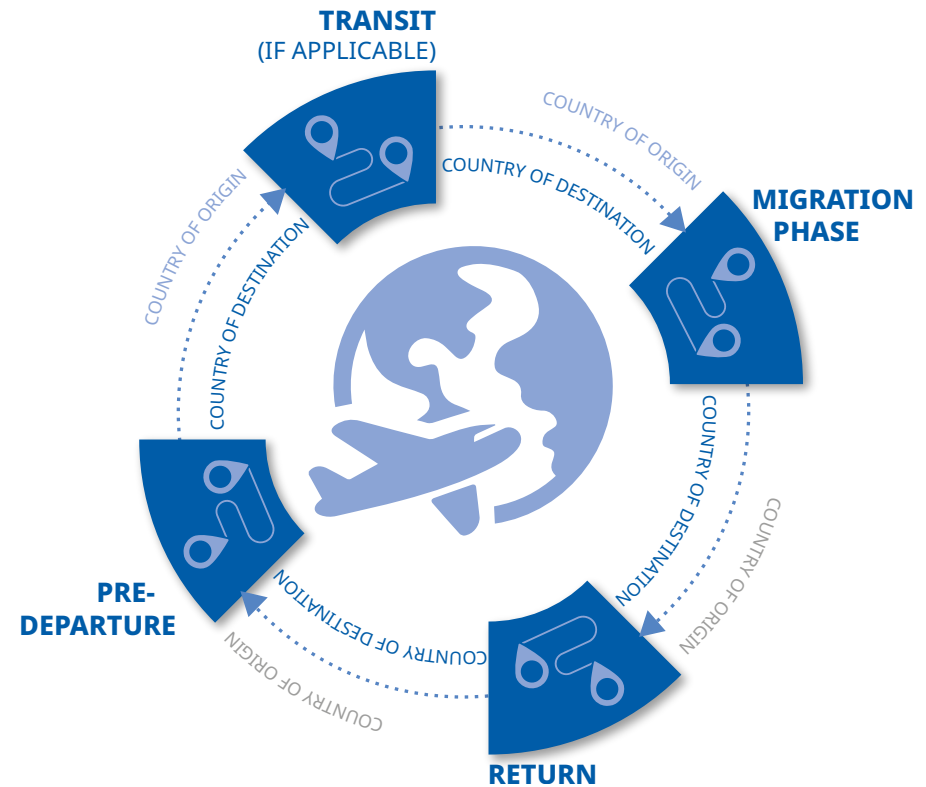 TRANSIT
(IF APPLICABLE)
COUNTRY OF ORIGIN
COUNTRY OF DESTINATION
MIGRATION
PHASE
COUNTRY OF DESTINATION
COUNTRY OF ORIGIN
RETURN
COUNTRY OF DESTINATION
COUNTRY OF ORIGIN
PRE-
DEPARTURE
COUNTRY OF ORIGIN
COUNTRY OF DESTINATION